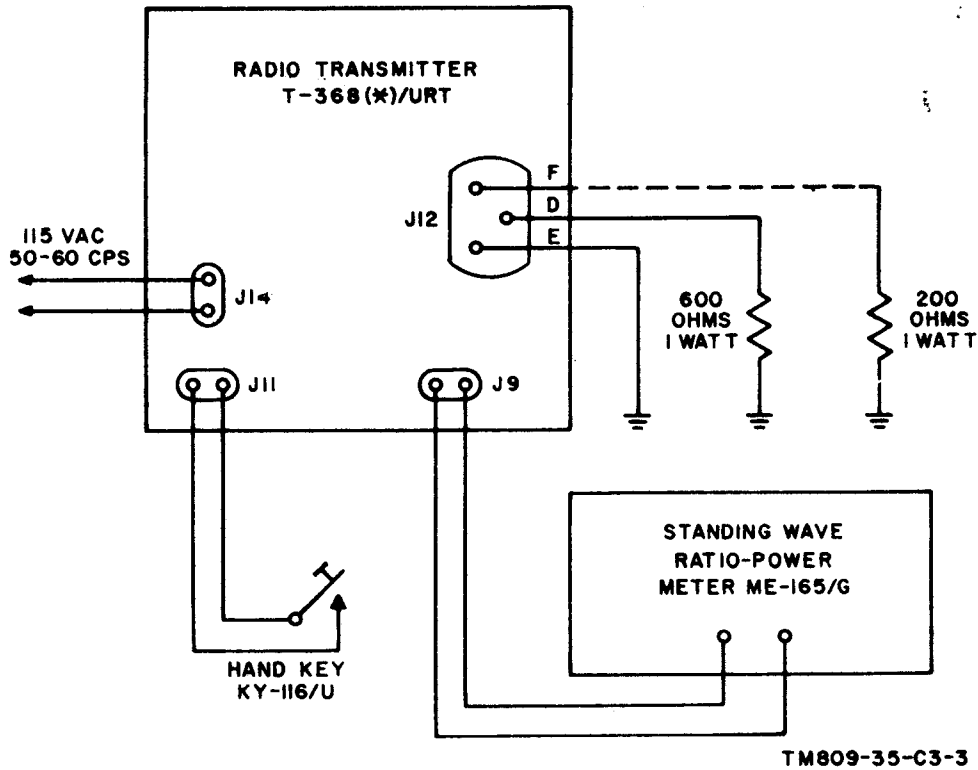 RADIO TRANSMITTER
T-368(*)/URT
F
D
E
J12
115 VAC
50-60 CPS
J14
600
OHMS
1 WATT
200
OHMS
1 WATT
J11
J9
STANDING WAVE
RATIO-POWER
METER ME-165/G
HAND KEY
KY-116/U
TM809-35-C3-3